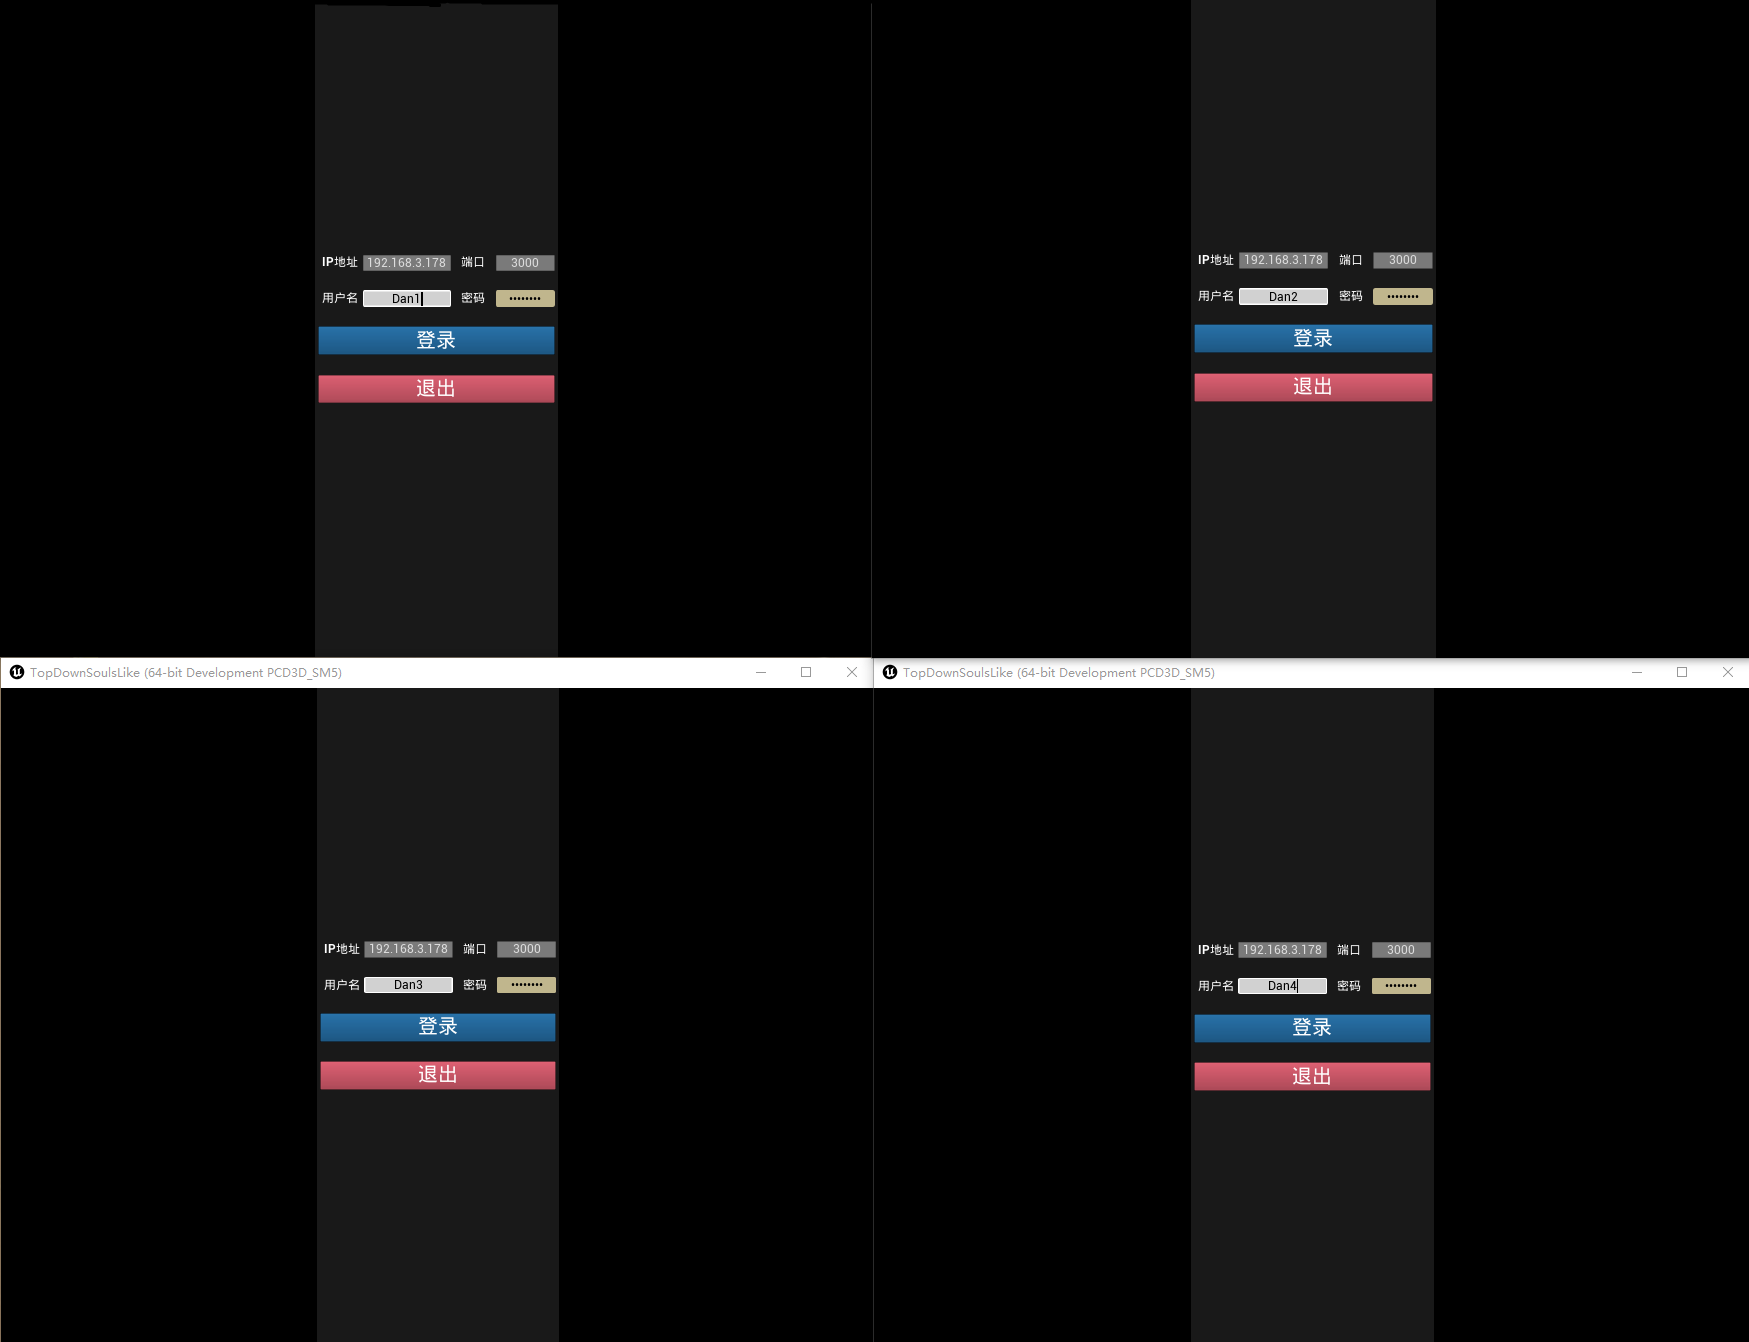 IP地址 192.168.3.178 端口 3000
用户名 Dan1 密码 ••••••••
登录
退出
IP地址 192.168.3.178 端口 3000
用户名 Dan2 密码 ••••••••
登录
退出
TopDownSoulsLike (64-bit Development PCD3D_SM5)
IP地址 192.168.3.178 端口 3000
用户名 Dan3 密码 ••••••••
登录
退出
TopDownSoulsLike (64-bit Development PCD3D_SM5)
IP地址 192.168.3.178 端口 3000
用户名 Dan4 密码 ••••••••
登录
退出